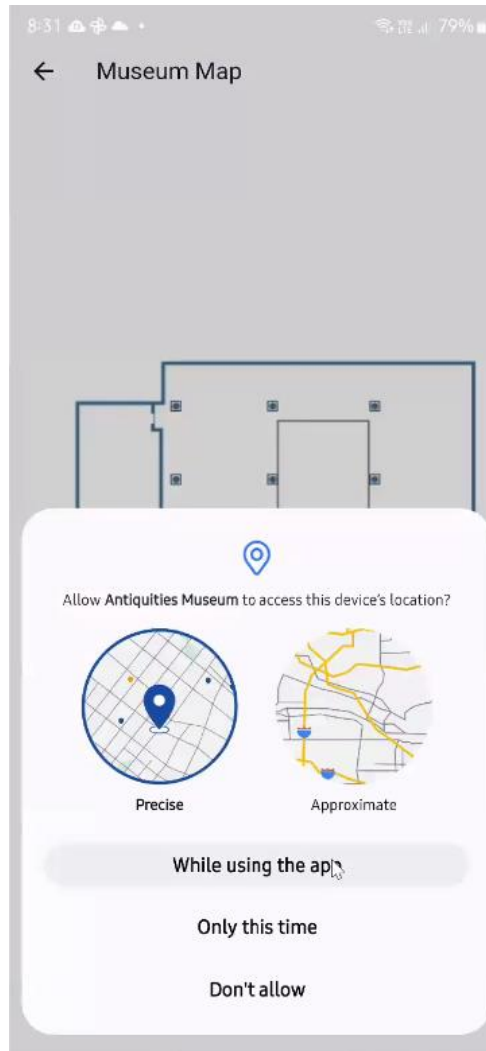 8:31
79%
Museum Map
Allow Antiquities Museum to access this device's location?
Precise
Approximate
While using the app
Only this time
Don't allow